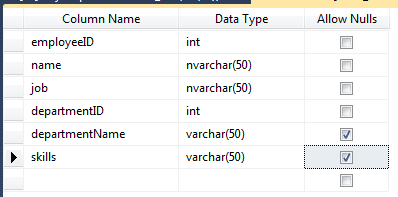 Column Name Data Type Allow Nulls
employeeID int
name nvarchar(50)
job nvarchar(50)
departmentID int
departmentName varchar(50)
skills varchar(50)